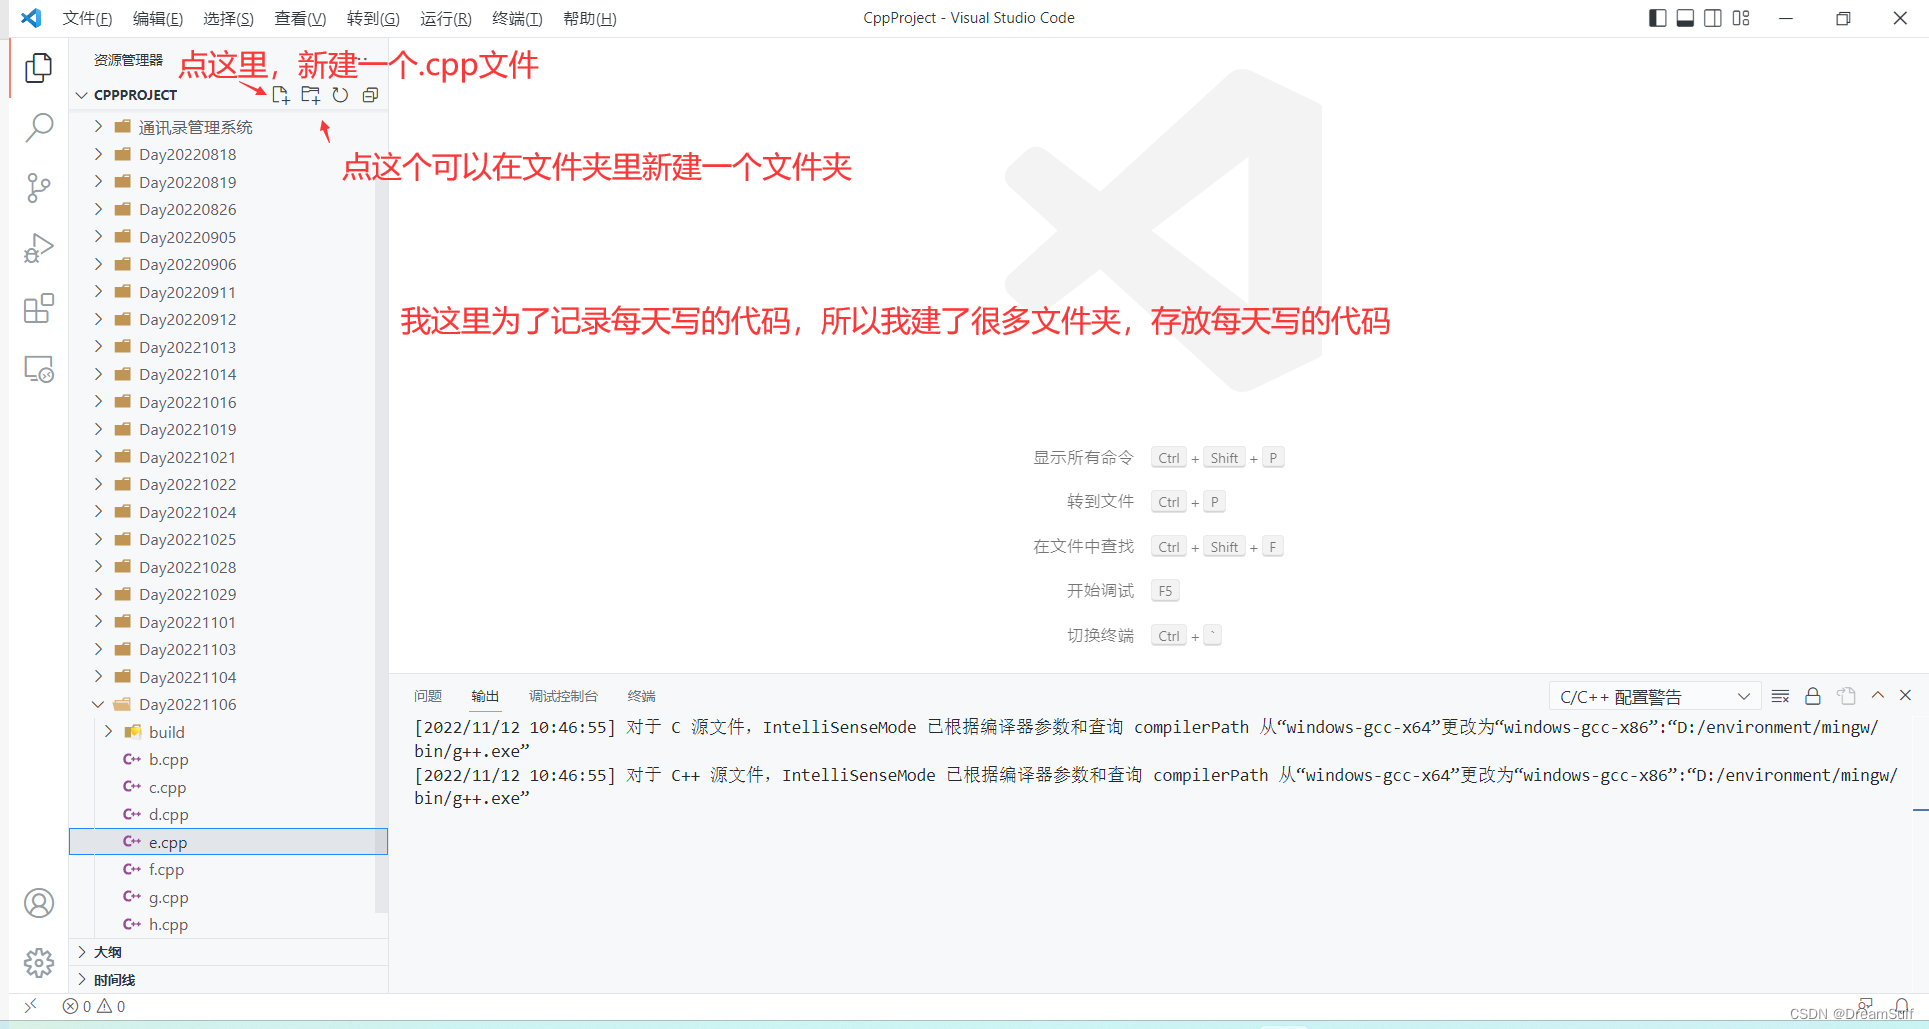 文件(F) 编辑(E) 选择(S) 查看(V) 转到(G) 运行(R) 终端(T) 帮助(H) CppProject - Visual Studio Code
资源管理器
点这里，新建一个.cpp文件
CPPPROJECT
通讯录管理系统
Day20220818
点这个可以在文件夹里新建一个文件夹
Day20220819
Day20220826
Day20220905
Day20220906
Day20220911
Day20220912
我这里为了记录每天写的代码，所以我建了很多文件夹，存放每天写的代码
Day20221013
Day20221014
Day20221016
Day20221019
Day20221021
Day20221022
Day20221024
Day20221025
Day20221028
Day20221029
Day20221101
Day20221103
Day20221104
Day20221106
build
b.cpp
c.cpp
d.cpp
e.cpp
f.cpp
g.cpp
h.cpp
大纲
时间线
显示所有命令 Ctrl + Shift + P
转到文件 Ctrl + P
在文件中查找 Ctrl + Shift + F
开始调试 F5
切换终端 Ctrl + `
问题 输出 调试控制台 终端 C/C++ 配置警告
[2022/11/12 10:46:55] 对于 C 源文件，IntelliSenseMode 已根据编译器参数和查询 compilerPath 从“windows-gcc-x64”更改为“windows-gcc-x86”:“D:/environment/mingw/
bin/g++.exe”
[2022/11/12 10:46:55] 对于 C++ 源文件，IntelliSenseMode 已根据编译器参数和查询 compilerPath 从“windows-gcc-x64”更改为“windows-gcc-x86”:“D:/environment/mingw/
bin/g++.exe”
0 0
CSDN @DreamSuif